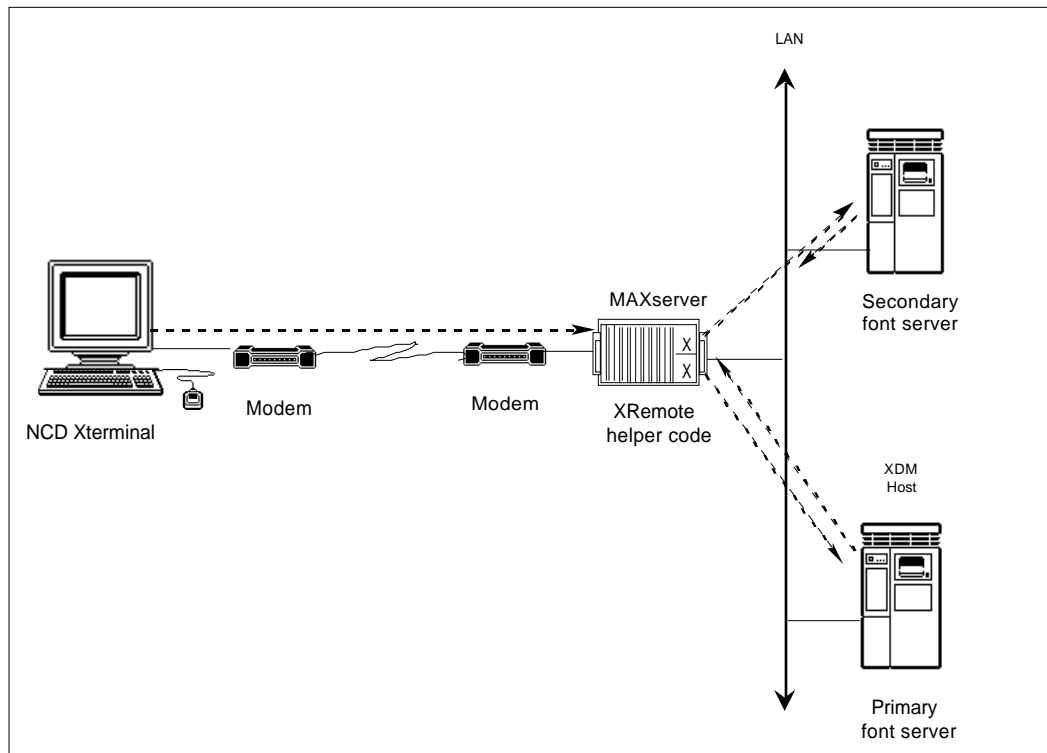 LAN
MAXserver
X
X
Secondary
font server
Modem
Modem
XRemote
helper code
NCD Xterminal
XDM
Host
Primary
font server